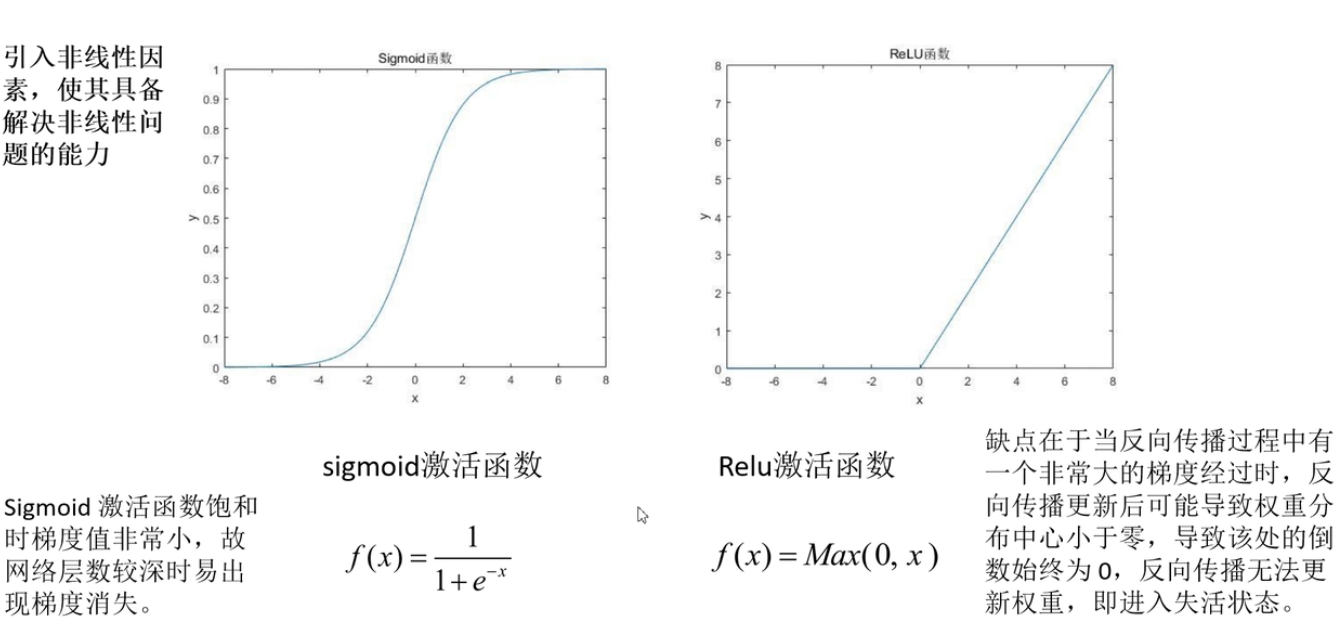 引入非线性因
素，使其具备
解决非线性问
题的能力
Sigmoid函数
1
0.9
0.8
0.7
0.6
0.5
0.4
0.3
0.2
0.1
0
y
-8 -6 -4 -2 0 2 4 6 8
x
ReLU函数
8
7
6
5
4
3
2
1
0
y
-8 -6 -4 -2 0 2 4 6 8
x
sigmoid激活函数
Sigmoid 激活函数饱和
时梯度值非常小，故
网络层数较深时易出
现梯度消失。
f(x) = 1 / (1 + e^{-x})
Relu激活函数
f(x) = Max(0, x)
缺点在于当反向传播过程中有
一个非常大的梯度经过时，反
向传播更新后可能导致权重分
布中心小于零，导致该处的倒
数始终为 0，反向传播无法更
新权重，即进入失活状态。